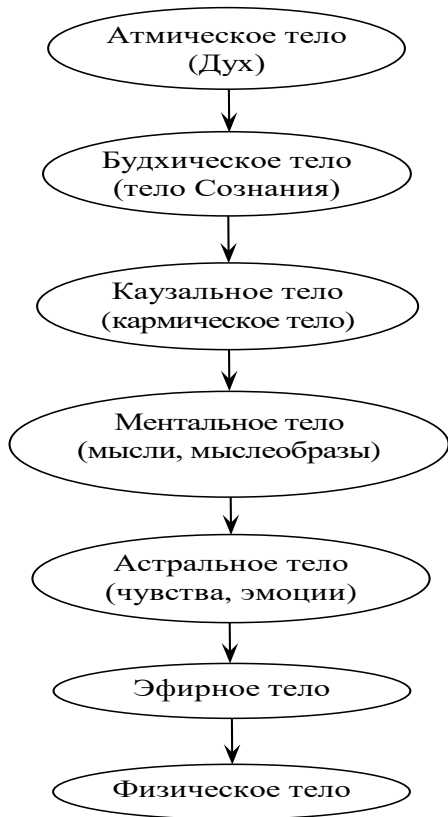 Атмическое тело
(Дух)
Будхическое тело
(тело Сознания)
Каузальное тело
(кармическое тело)
Ментальное тело
(мысли, мыслеобразы)
Астральное тело
(чувства, эмоции)
Эфирное тело
Физическое тело